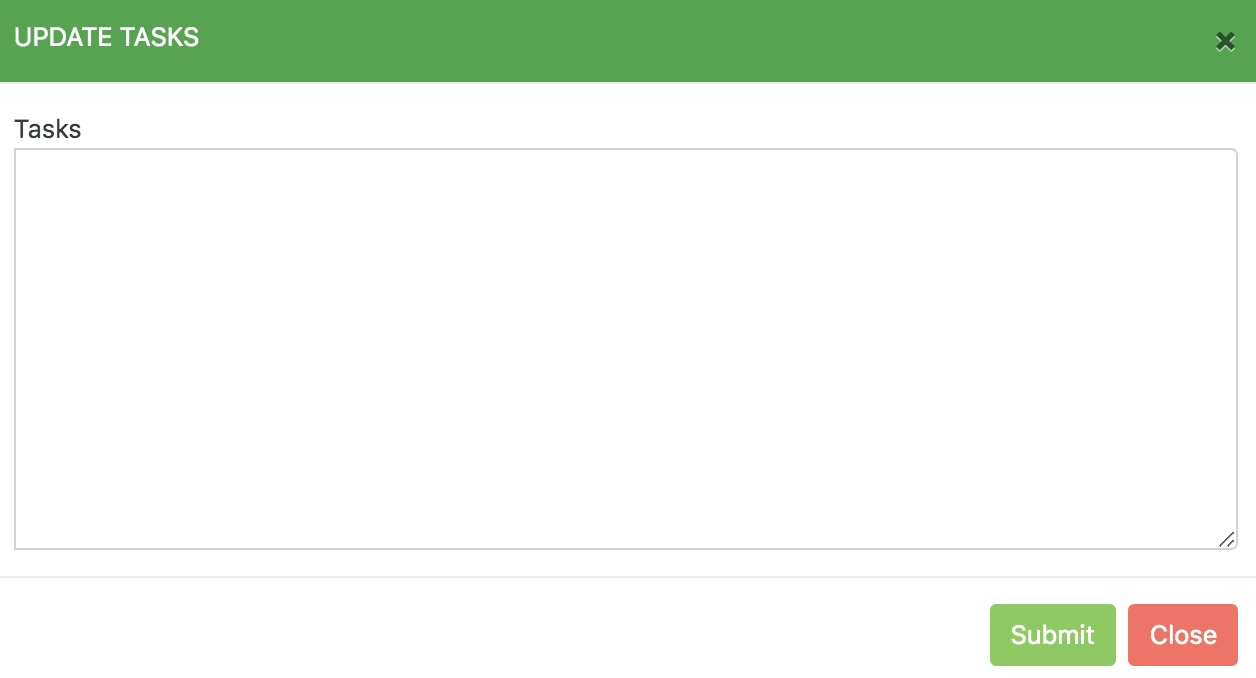 UPDATE TASKS
Tasks
Submit
Close